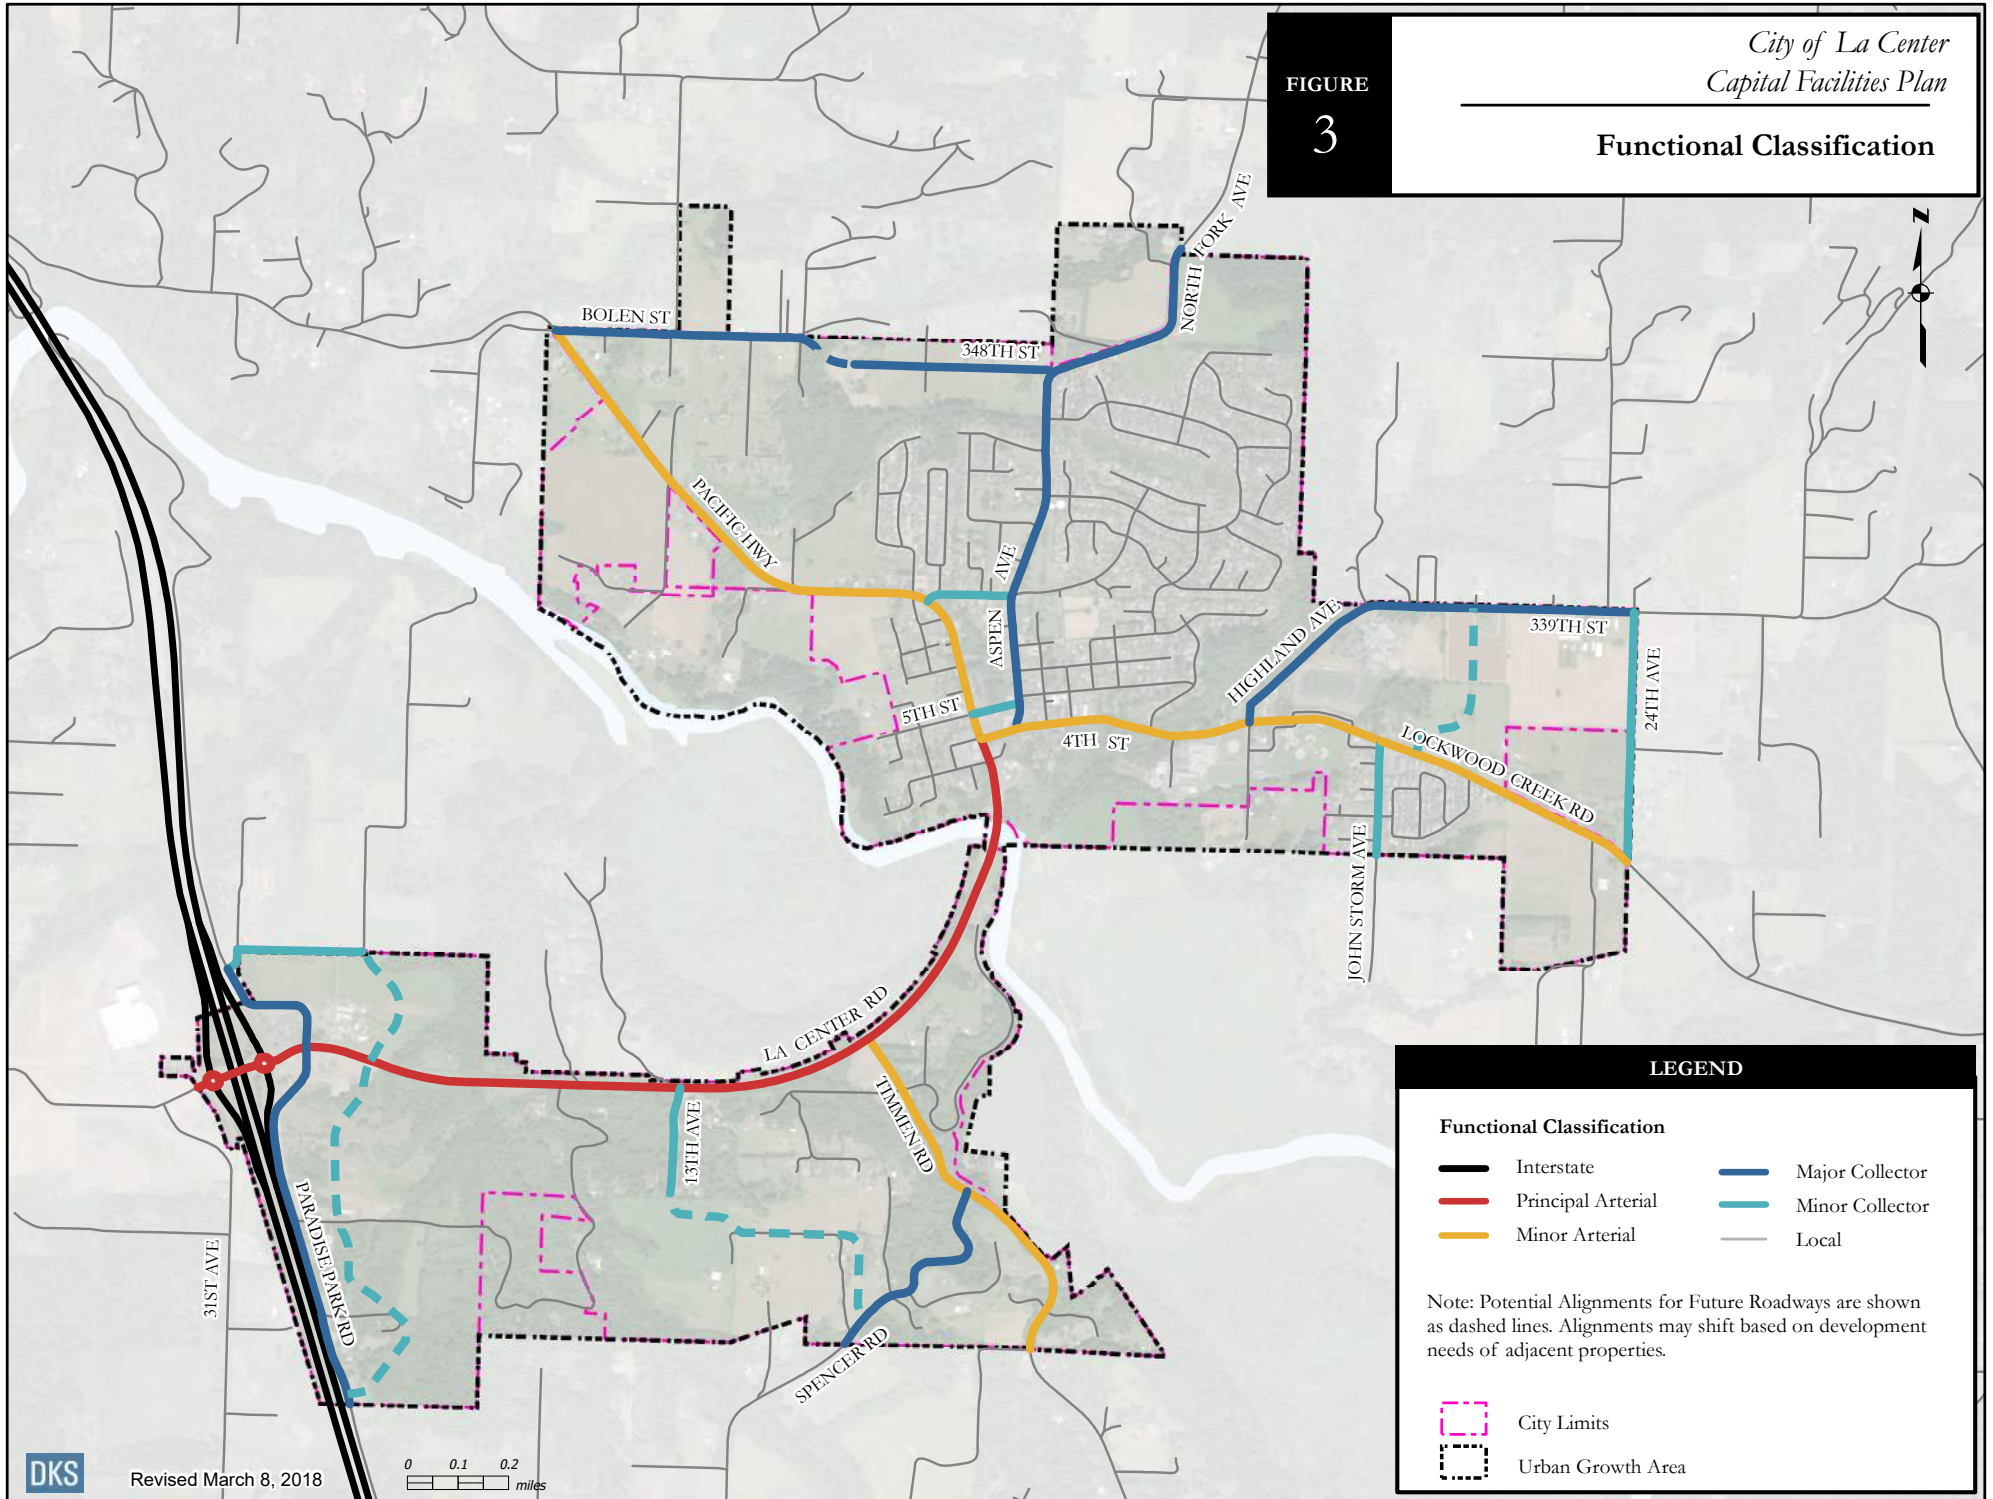 FIGURE
3
City of La Center
Capital Facilities Plan
Functional Classification
N
NORTH FORK AVE
BOLEN ST
348TH ST
PACIFIC HWY
ASPEN AVE
HIGHLAND AVE
339TH ST
24TH AVE
5TH ST
4TH ST
LOCKWOOD CREEK RD
JOHN STORM AVE
LA CENTER RD
TIMMEN RD
13TH AVE
PARADISE PARK RD
31ST AVE
SPENCER RD
LEGEND
Functional Classification
Interstate
Principal Arterial
Minor Arterial
Major Collector
Minor Collector
Local
Note: Potential Alignments for Future Roadways are shown
as dashed lines. Alignments may shift based on development
needs of adjacent properties.
City Limits
Urban Growth Area
DKS
Revised March 8, 2018
0 0.1 0.2
miles